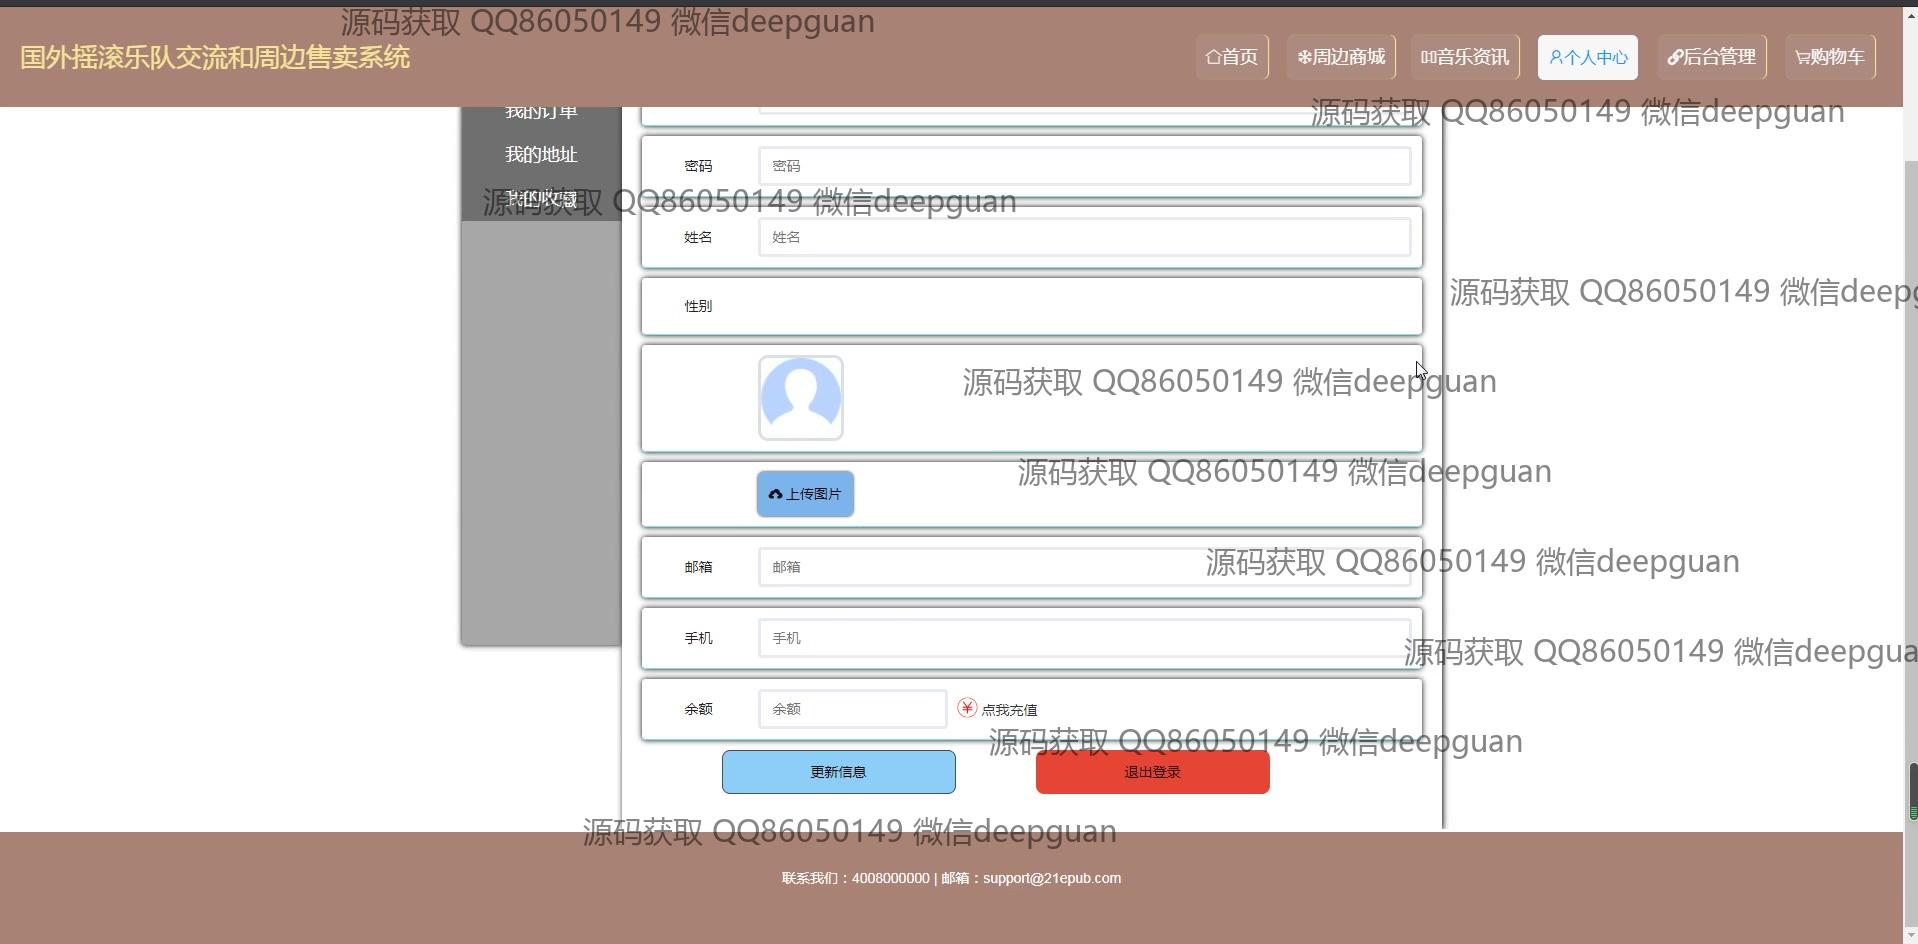 源码获取 QQ86050149 微信deepguan
国外摇滚乐队交流和周边售卖系统
首页
周边商城
音乐资讯
个人中心
后台管理
购物车
源码获取 QQ86050149 微信deepguan
我的订单
我的地址
密码
密码
我的收藏
源码获取 QQ86050149 微信deepguan
姓名
姓名
源码获取 QQ86050149 微信deepg
性别
源码获取 QQ86050149 微信deepguan
源码获取 QQ86050149 微信deepguan
上传图片
源码获取 QQ86050149 微信deepguan
邮箱
邮箱
手机
手机
源码获取 QQ86050149 微信deepgua
余额
余额
¥ 点我充值
源码获取 QQ86050149 微信deepguan
更新信息
退出登录
源码获取 QQ86050149 微信deepguan
联系我们：4008000000 | 邮箱：support@21epub.com